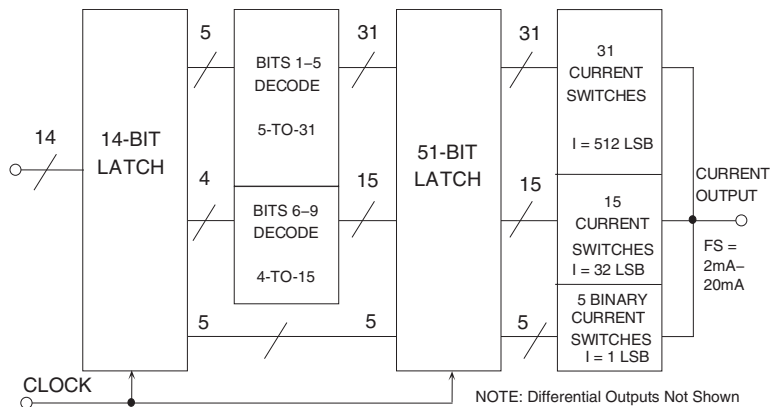 5
31
31
BITS 1–5
DECODE
5-TO-31
31
CURRENT
SWITCHES
I = 512 LSB
14
14-BIT
LATCH
51-BIT
LATCH
4
15
15
BITS 6–9
DECODE
4-TO-15
15
CURRENT
SWITCHES
I = 32 LSB
CURRENT
OUTPUT
FS =
2mA–
20mA
5
5
5
5 BINARY
CURRENT
SWITCHES
I = 1 LSB
CLOCK
NOTE: Differential Outputs Not Shown